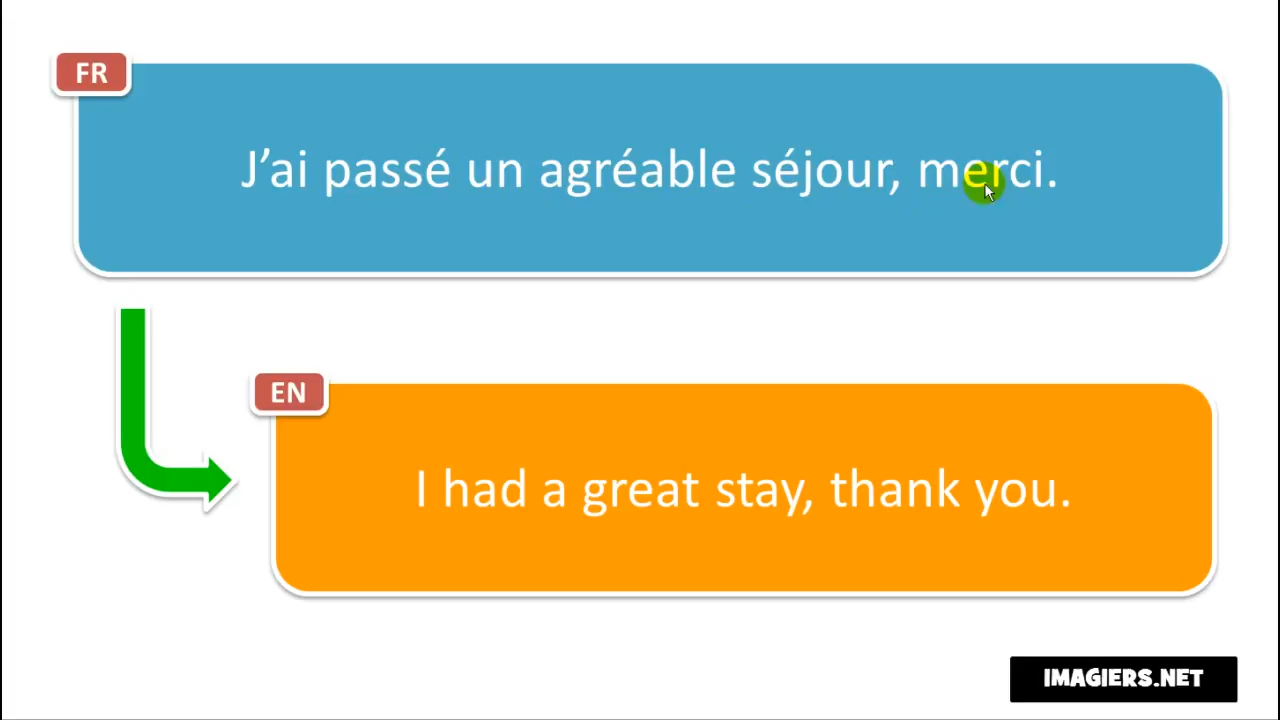 FR
J’ai passé un agréable séjour, merci.
EN
I had a great stay, thank you.
IMAGIERS.NET